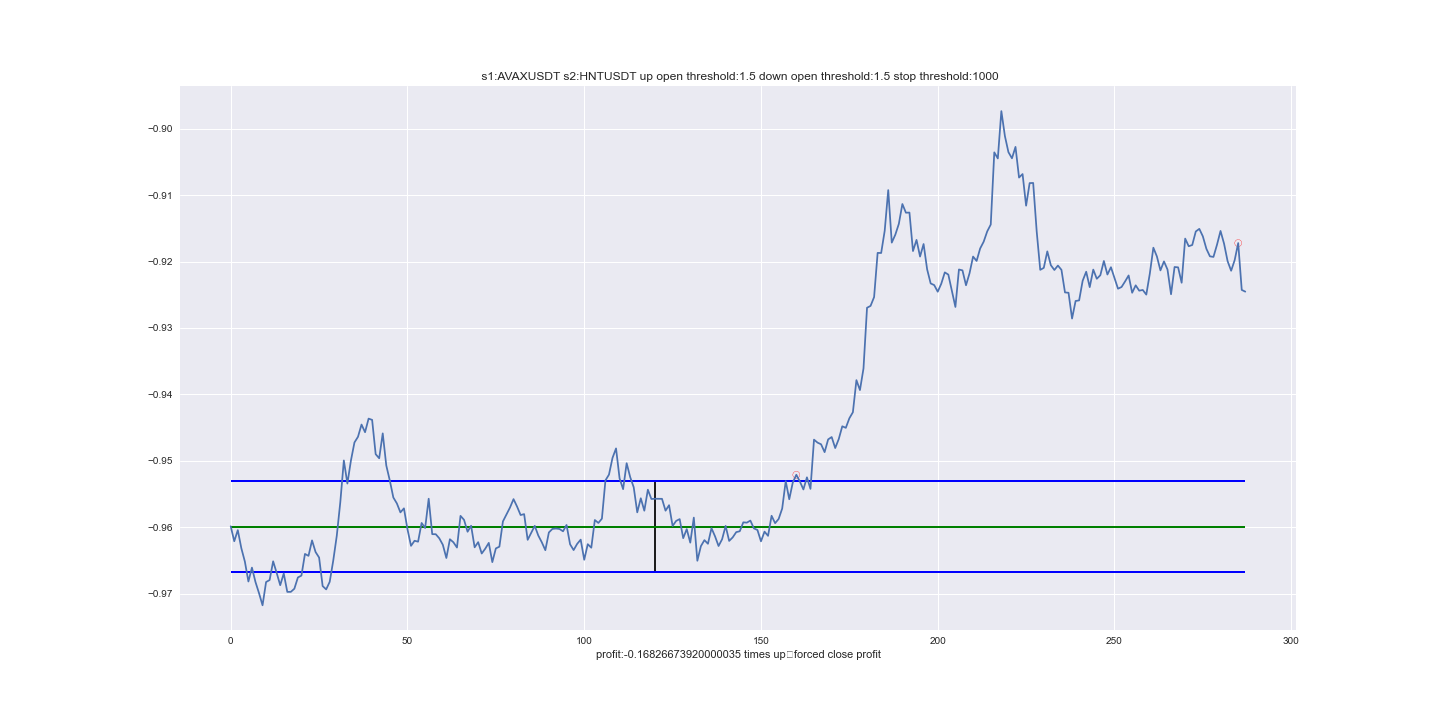 s1:AVAXUSDT s2:HNTUSDT up open threshold:1.5 down open threshold:1.5 stop threshold:1000
−0.90
−0.91
−0.92
−0.93
−0.94
−0.95
−0.96
−0.97
0 50 100 150 200 250 300
profit:-0.16826673920000035 times up□forced close profit